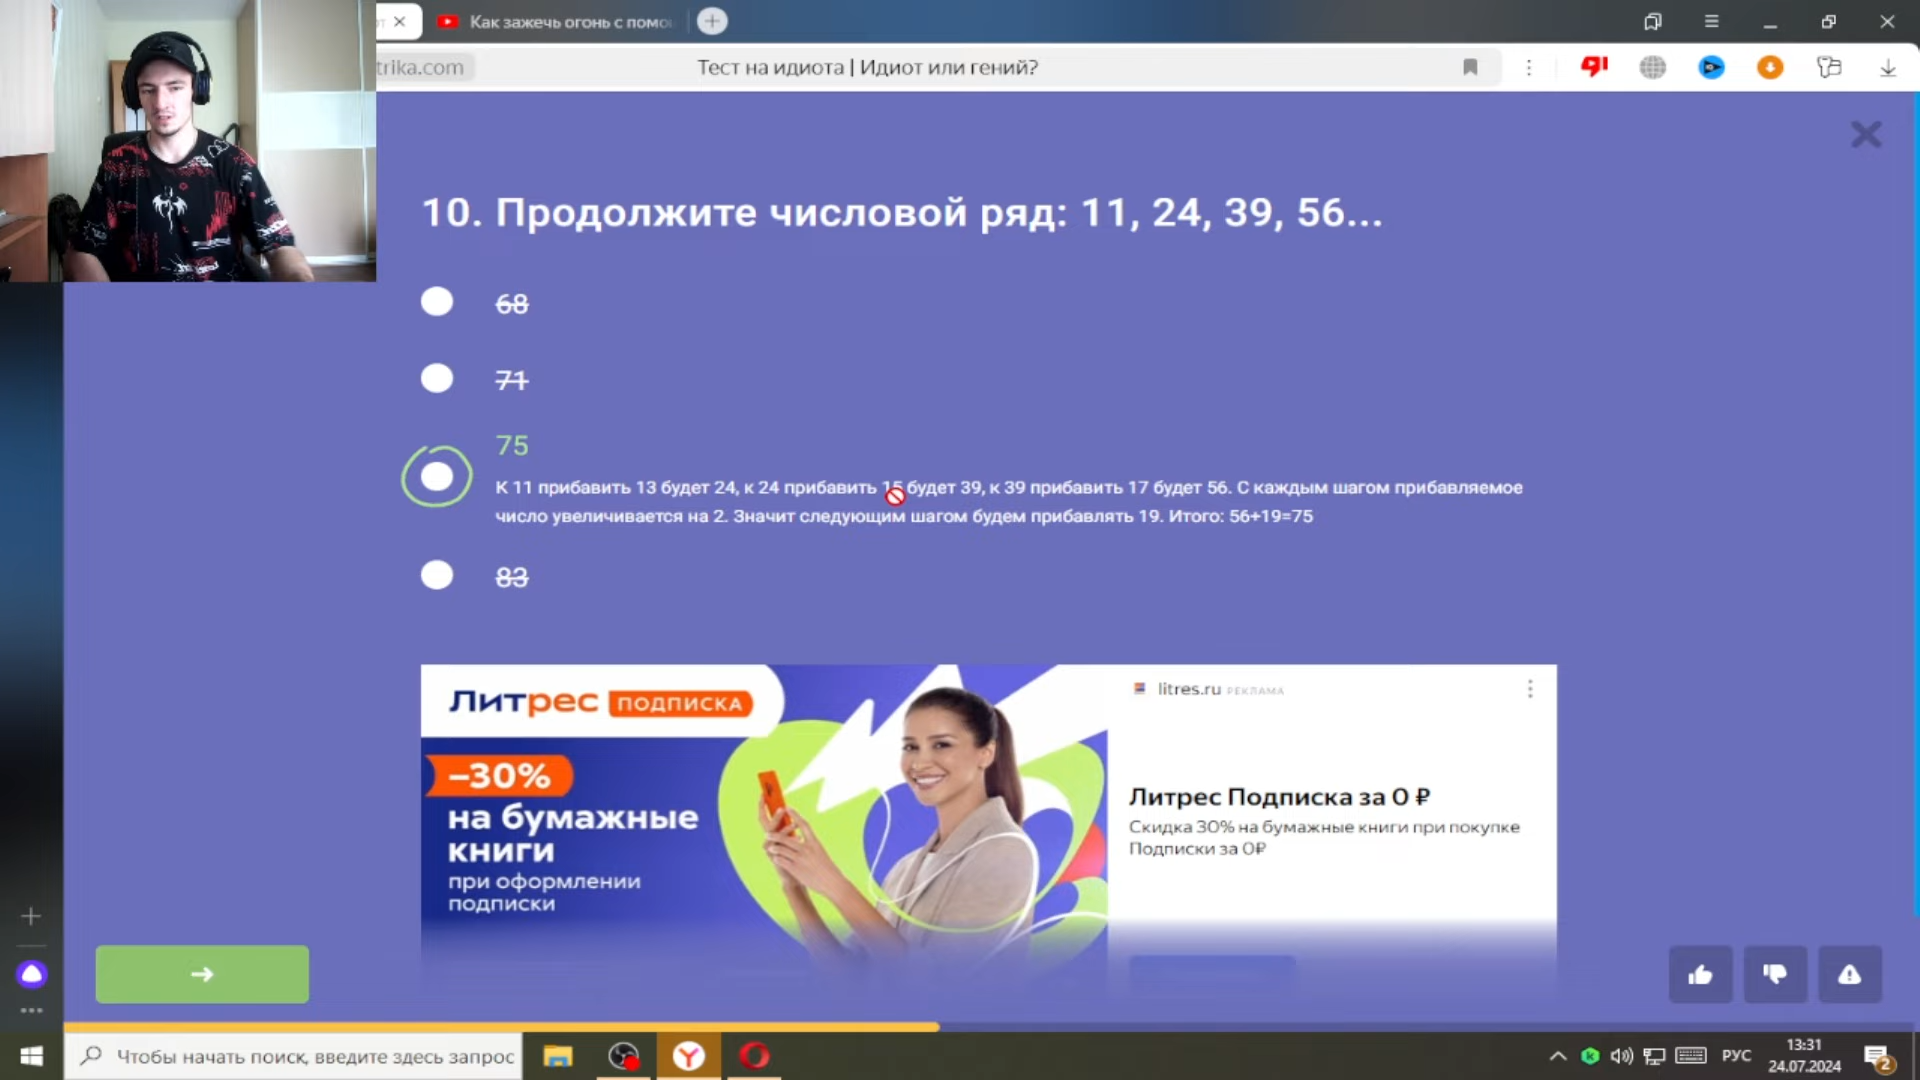 Как зажечь огонь с помо
trika.com
Тест на идиота | Идиот или гений?
10. Продолжите числовой ряд: 11, 24, 39, 56...
68
71
75
К 11 прибавить 13 будет 24, к 24 прибавить 15 будет 39, к 39 прибавить 17 будет 56. С каждым шагом прибавляемое
число увеличивается на 2. Значит следующим шагом будем прибавлять 19. Итого: 56+19=75
83
Литрес ПОДПИСКА
–30%
на бумажные
книги
при оформлении
подписки
litres.ru РЕКЛАМА
Литрес Подписка за 0 ₽
Скидка 30% на бумажные книги при покупке
Подписки за 0₽
Чтобы начать поиск, введите здесь запрос
РУС
13:31
24.07.2024
2